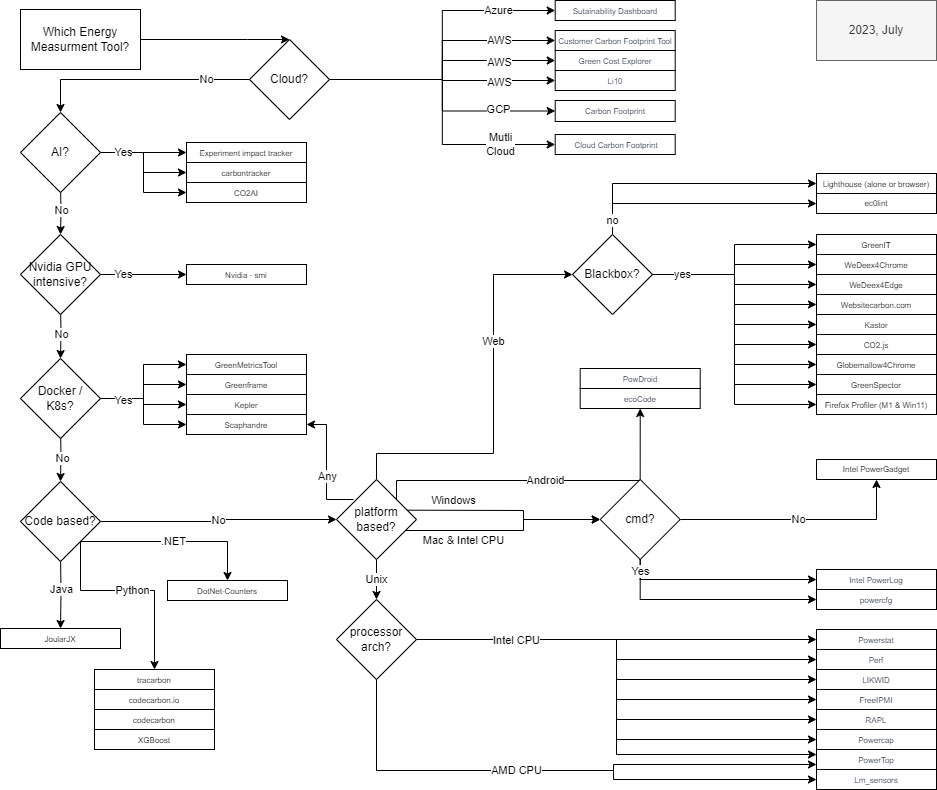 Which Energy
Measurment Tool?
Cloud?
No
Azure
Sutainability Dashboard
AWS
Customer Carbon Footprint Tool
AWS
Green Cost Explorer
AWS
Li10
GCP
Carbon Footprint
Mutli
Cloud
Cloud Carbon Footprint
2023, July
AI?
Yes
Experiment impact tracker
carbontracker
CO2AI
No
Nvidia GPU
intensive?
Yes
Nvidia - smi
No
Docker /
K8s?
Yes
GreenMetricsTool
Greenframe
Kepler
Scaphandre
No
Code based?
No
.NET
DotNet-Counters
Java
JoularJX
Python
tracarbon
codecarbon.io
codecarbon
XGBoost
platform
based?
Any
Web
Blackbox?
no
Lighthouse (alone or browser)
ec0lint
yes
GreenIT
WeDeex4Chrome
WeDeex4Edge
Websitecarbon.com
Kastor
CO2.js
Globemallow4Chrome
GreenSpector
Firefox Profiler (M1 & Win11)
Android
PowDroid
ecoCode
Windows
Mac & Intel CPU
cmd?
No
Intel PowerGadget
Yes
Intel PowerLog
powercfg
Unix
processor
arch?
Intel CPU
Powerstat
Perf
LIKWID
FreeIPMI
RAPL
Powercap
PowerTop
AMD CPU
Lm_sensors